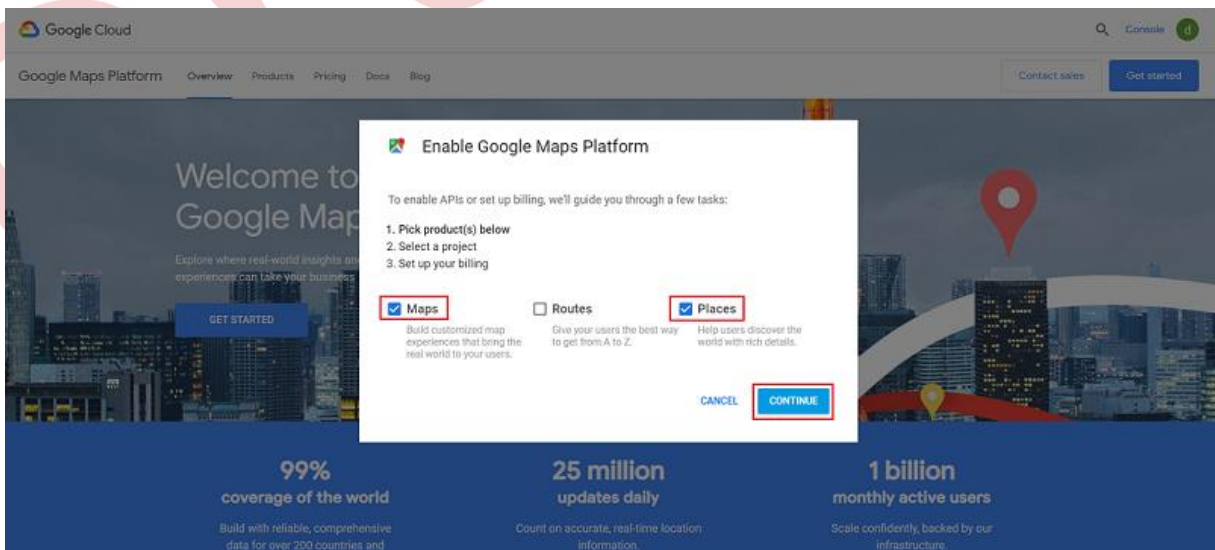 Google Cloud
Console
d
Google Maps Platform
Overview
Products
Pricing
Docs
Blog
Contact sales
Get started
Welcome to
Google Map
Explore where real-world insights an
experiences can take your business
GET STARTED
Enable Google Maps Platform
To enable APIs or set up billing, we'll guide you through a few tasks:
1. Pick product(s) below
2. Select a project
3. Set up your billing
Maps
Build customized map
experiences that bring the
real world to your users.
Routes
Give your users the best way
to get from A to Z.
Places
Help users discover the
world with rich details.
CANCEL
CONTINUE
99%
coverage of the world
Build with reliable, comprehensive
data for over 200 countries and
25 million
updates daily
Count on accurate, real-time location
information.
1 billion
monthly active users
Scale confidently, backed by our
infrastructure.